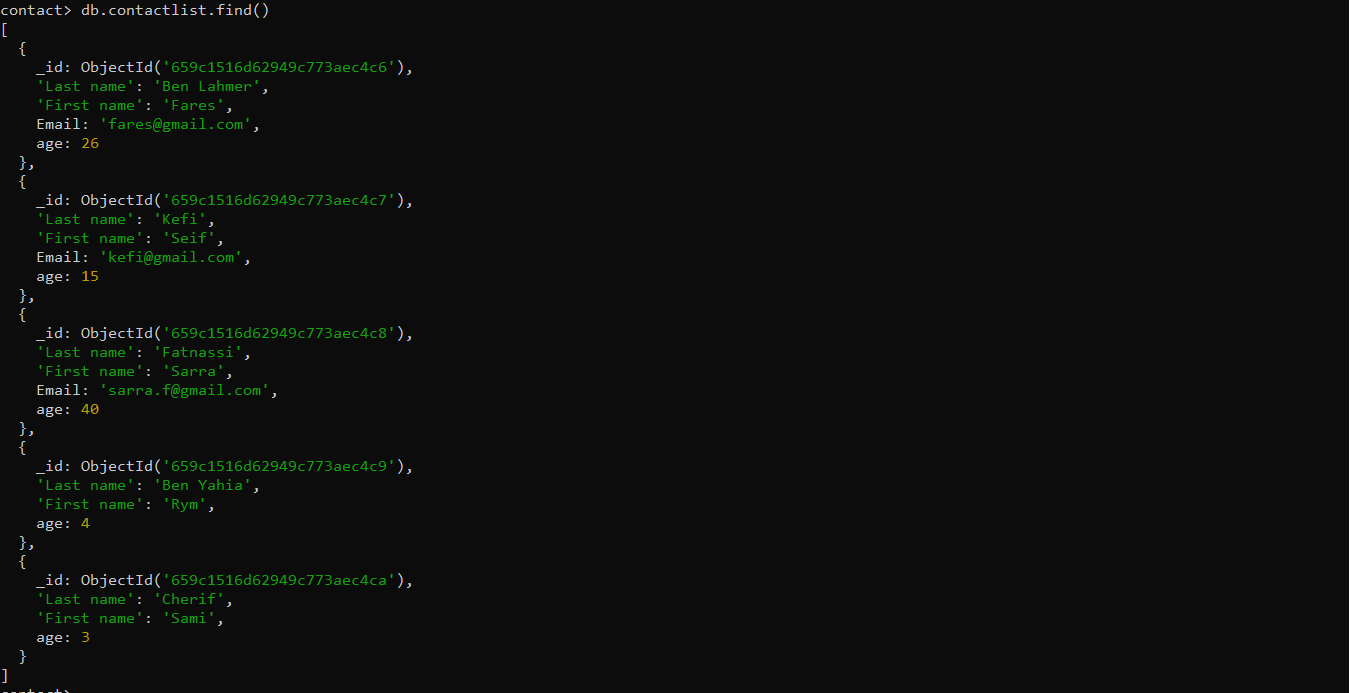 contact> db.contactlist.find()
[
  {
    _id: ObjectId('659c1516d62949c773aec4c6'),
    'Last name': 'Ben Lahmer',
    'First name': 'Fares',
    Email: 'fares@gmail.com',
    age: 26
  },
  {
    _id: ObjectId('659c1516d62949c773aec4c7'),
    'Last name': 'Kefi',
    'First name': 'Seif',
    Email: 'kefi@gmail.com',
    age: 15
  },
  {
    _id: ObjectId('659c1516d62949c773aec4c8'),
    'Last name': 'Fatnassi',
    'First name': 'Sarra',
    Email: 'sarra.f@gmail.com',
    age: 40
  },
  {
    _id: ObjectId('659c1516d62949c773aec4c9'),
    'Last name': 'Ben Yahia',
    'First name': 'Rym',
    age: 4
  },
  {
    _id: ObjectId('659c1516d62949c773aec4ca'),
    'Last name': 'Cherif',
    'First name': 'Sami',
    age: 3
  }
]